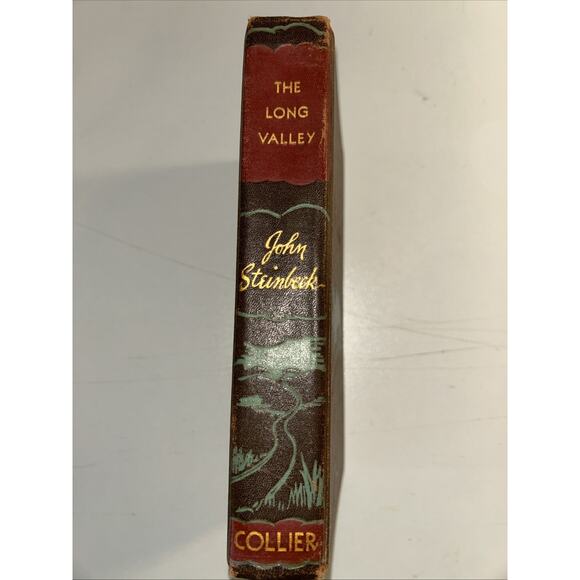 THE
LONG
VALLEY
John
Steinbeck
COLLIER